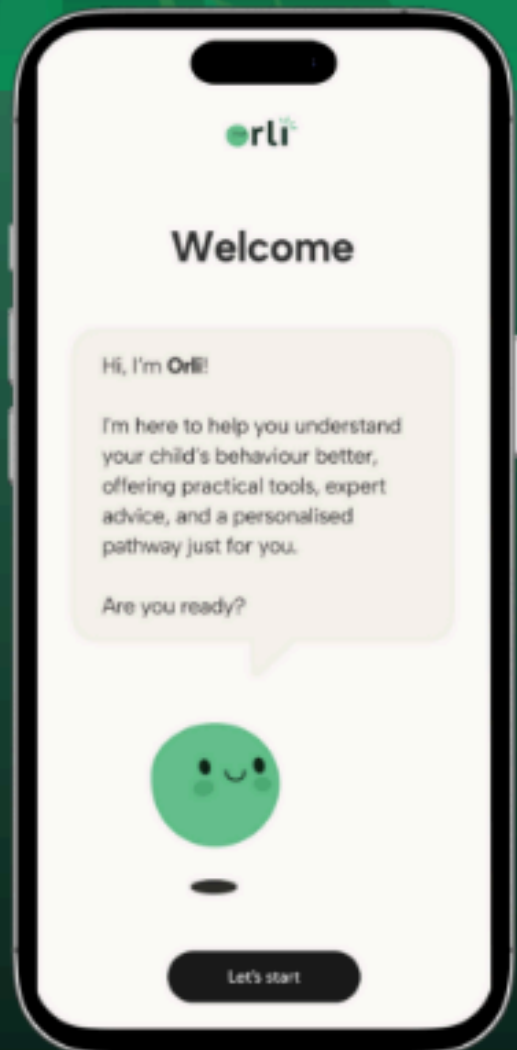 orli
Welcome
Hi, I'm Orli!
I'm here to help you understand
your child's behaviour better,
offering practical tools, expert
advice, and a personalised
pathway just for you.
Are you ready?
Let's start